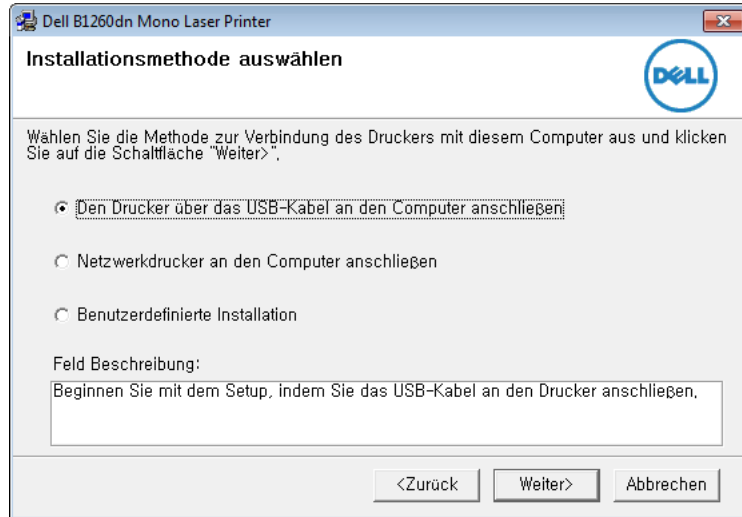 Dell B1260dn Mono Laser Printer
Installationsmethode auswählen
DELL
Wählen Sie die Methode zur Verbindung des Druckers mit diesem Computer aus und klicken
Sie auf die Schaltfläche "Weiter>".
Den Drucker über das USB-Kabel an den Computer anschließen
Netzwerkdrucker an den Computer anschließen
Benutzerdefinierte Installation
Feld Beschreibung:
Beginnen Sie mit dem Setup, indem Sie das USB-Kabel an den Drucker anschließen.
<Zurück Weiter> Abbrechen